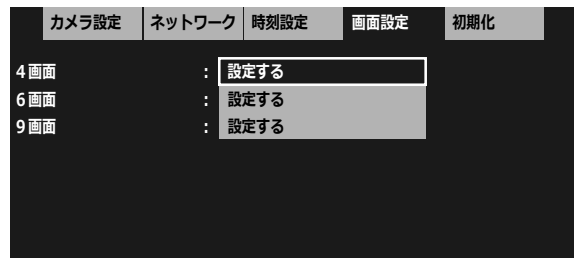 カメラ設定 ネットワーク 時刻設定 画面設定 初期化
4画面 : 設定する
6画面 : 設定する
9画面 : 設定する